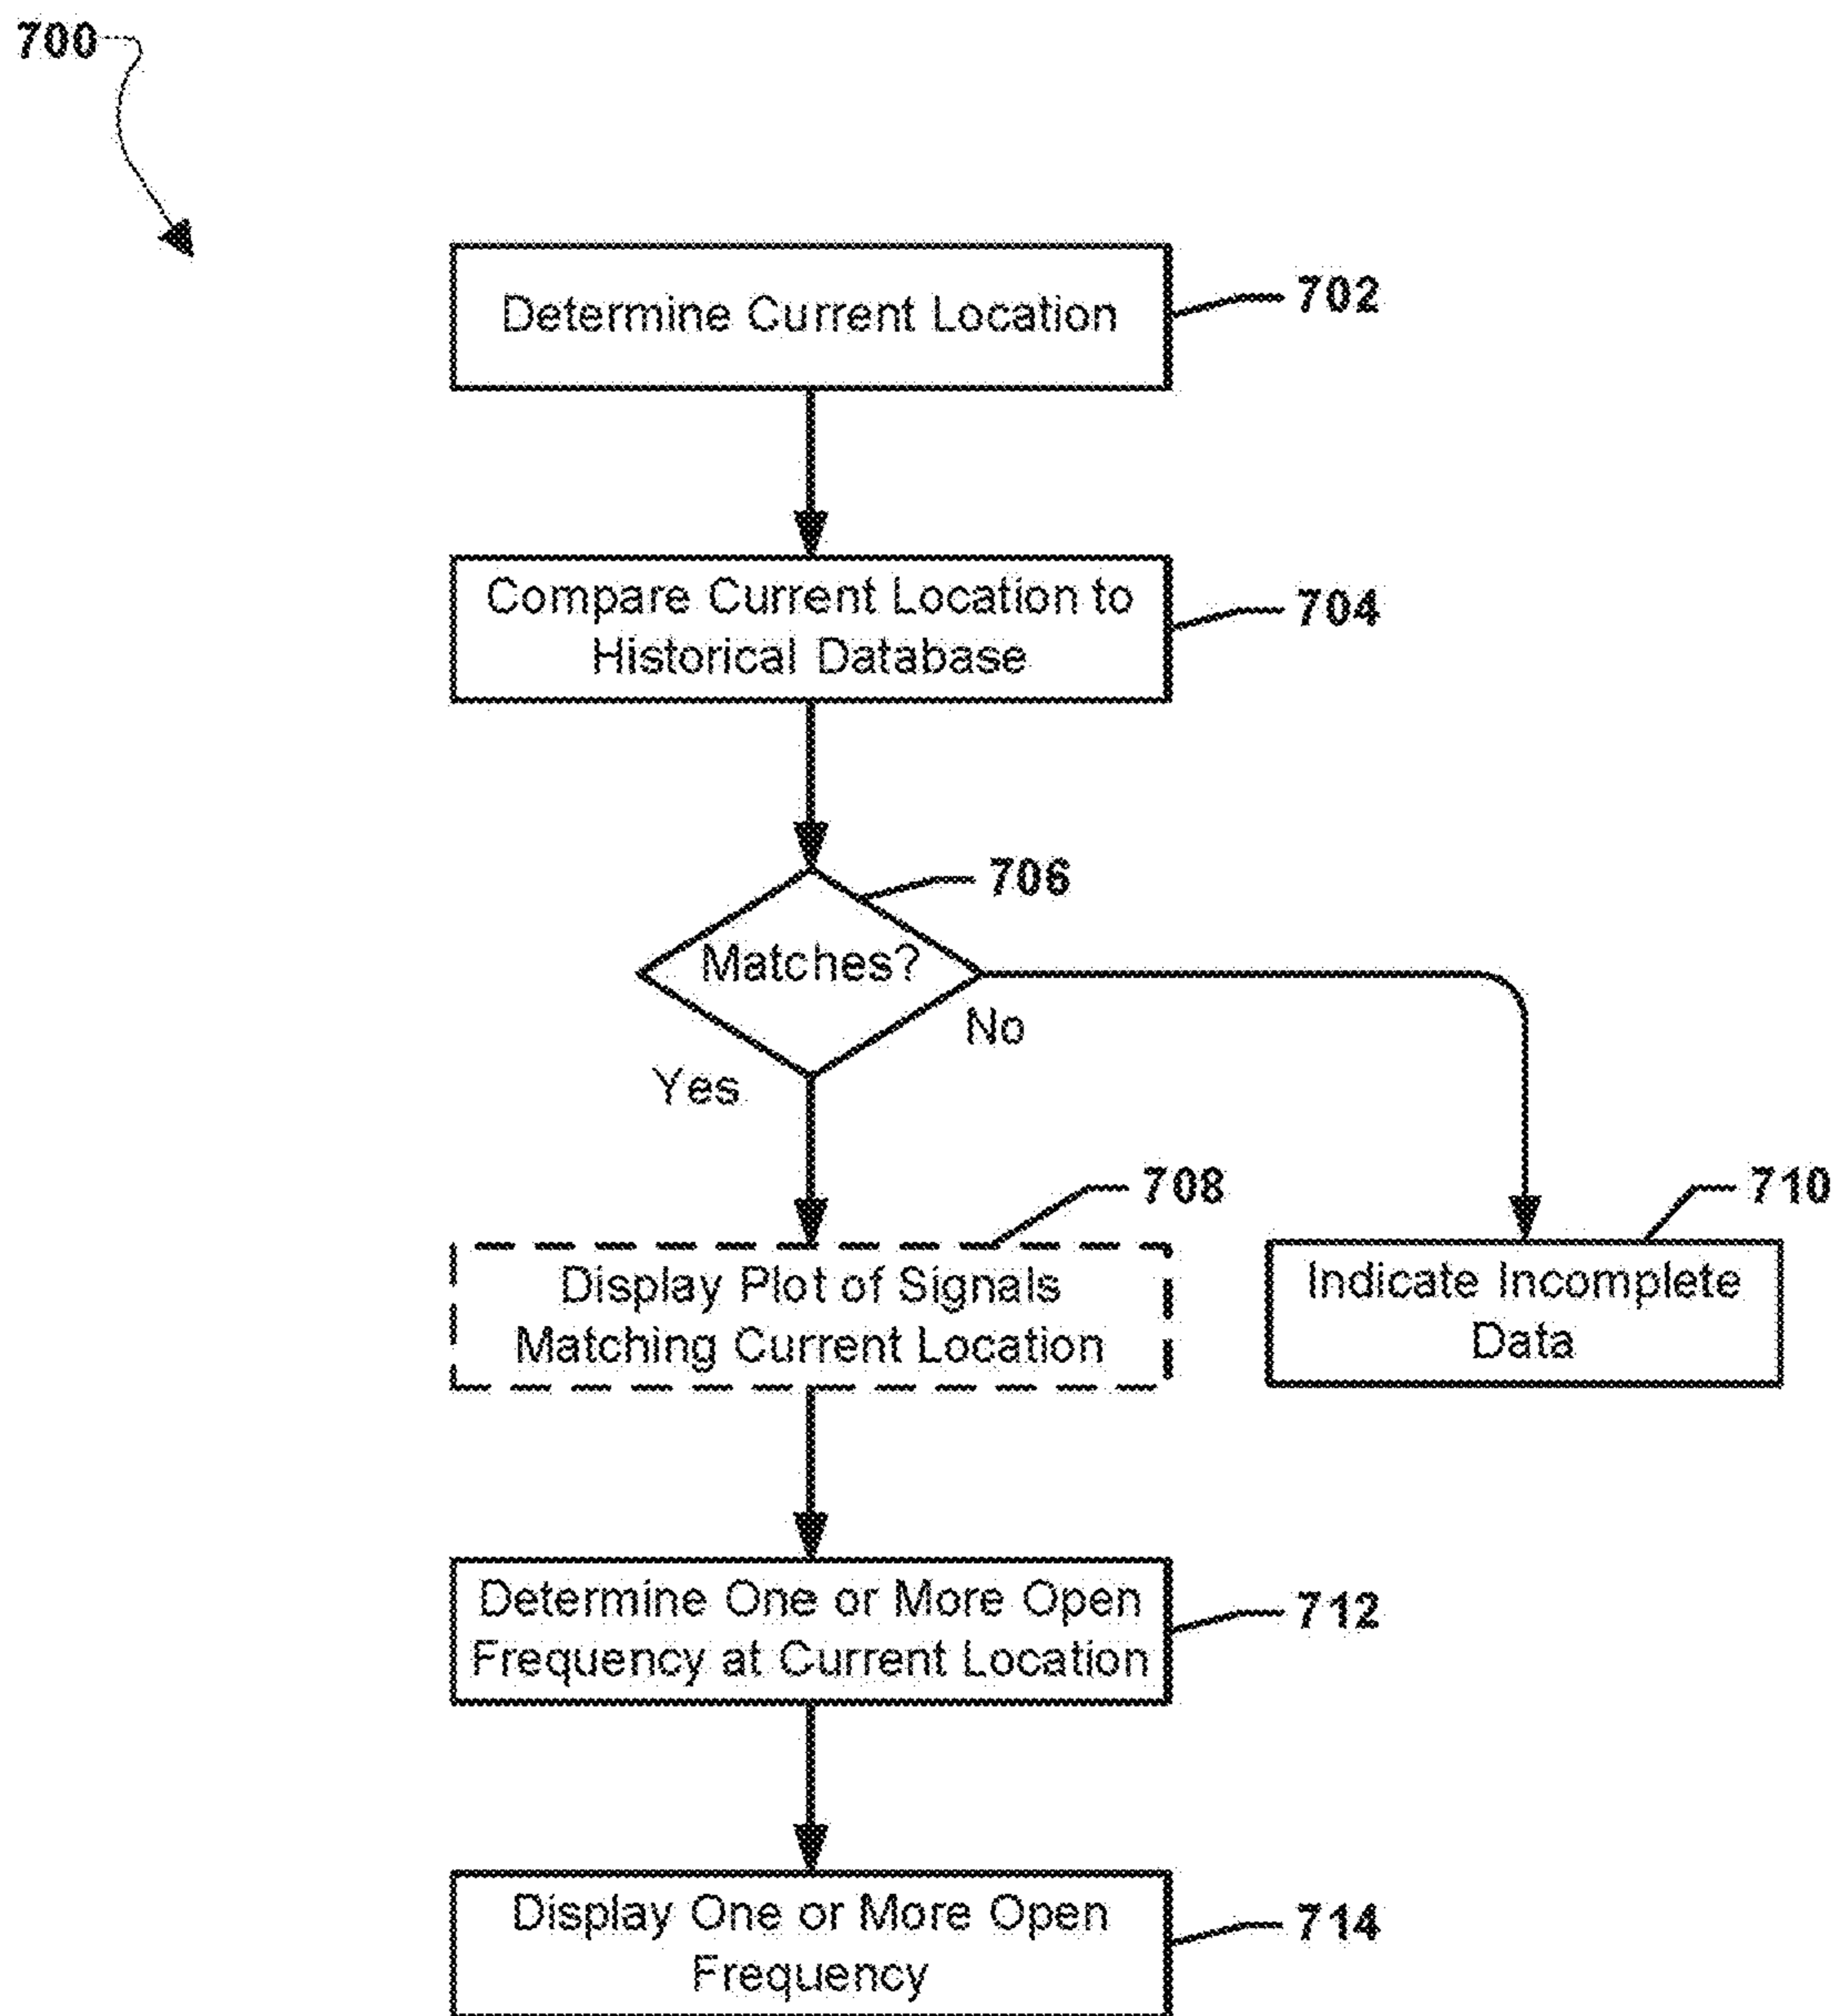 700
Determine Current Location
702
Compare Current Location to
Historical Database
704
706
Matches?
No
Yes
708
710
Display Plot of Signals
Matching Current Location
Indicate Incomplete
Data
Determine One or More Open
Frequency at Current Location
712
Display One or More Open
Frequency
714